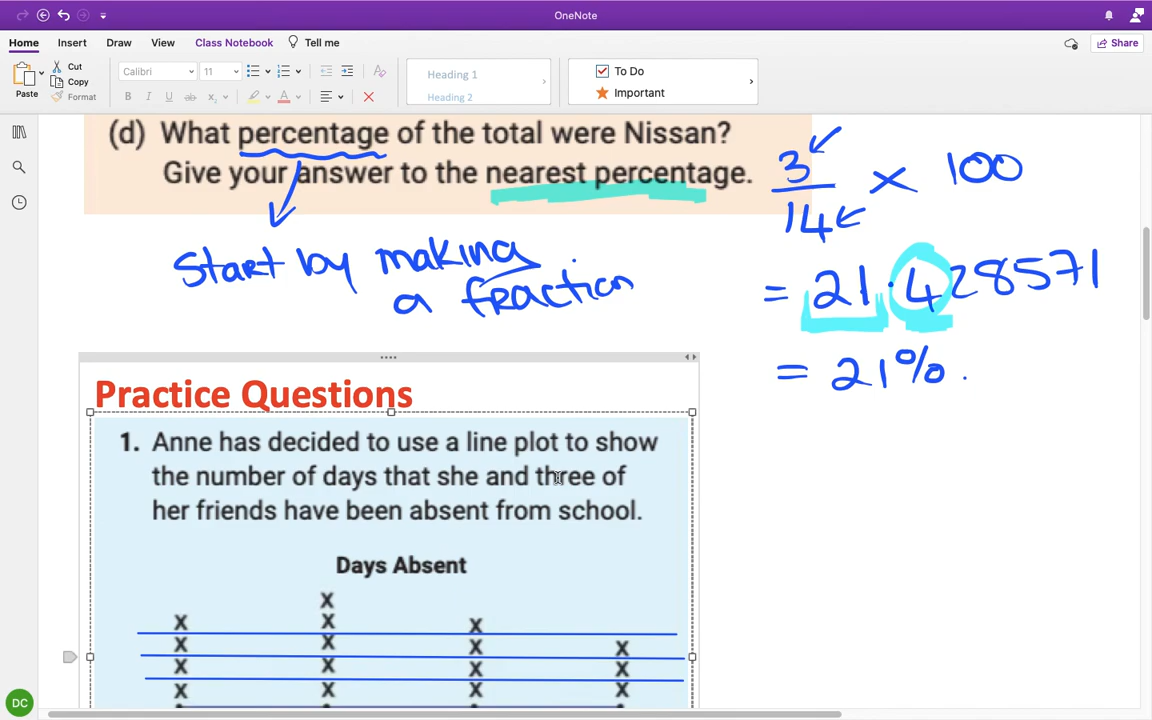 OneNote
Home Insert Draw View Class Notebook Tell me Share
Paste Cut Copy Format
Calibri 11
B I U ab x₂ A
Heading 1
Heading 2
To Do
Important
(d) What percentage of the total were Nissan?
Give your answer to the nearest percentage.
start by making
a fraction
3/14 × 100
= 21.428571
= 21%.
Practice Questions
1. Anne has decided to use a line plot to show
the number of days that she and three of
her friends have been absent from school.
Days Absent
X
X X X
X X X X
X X X X
X X X X
DC